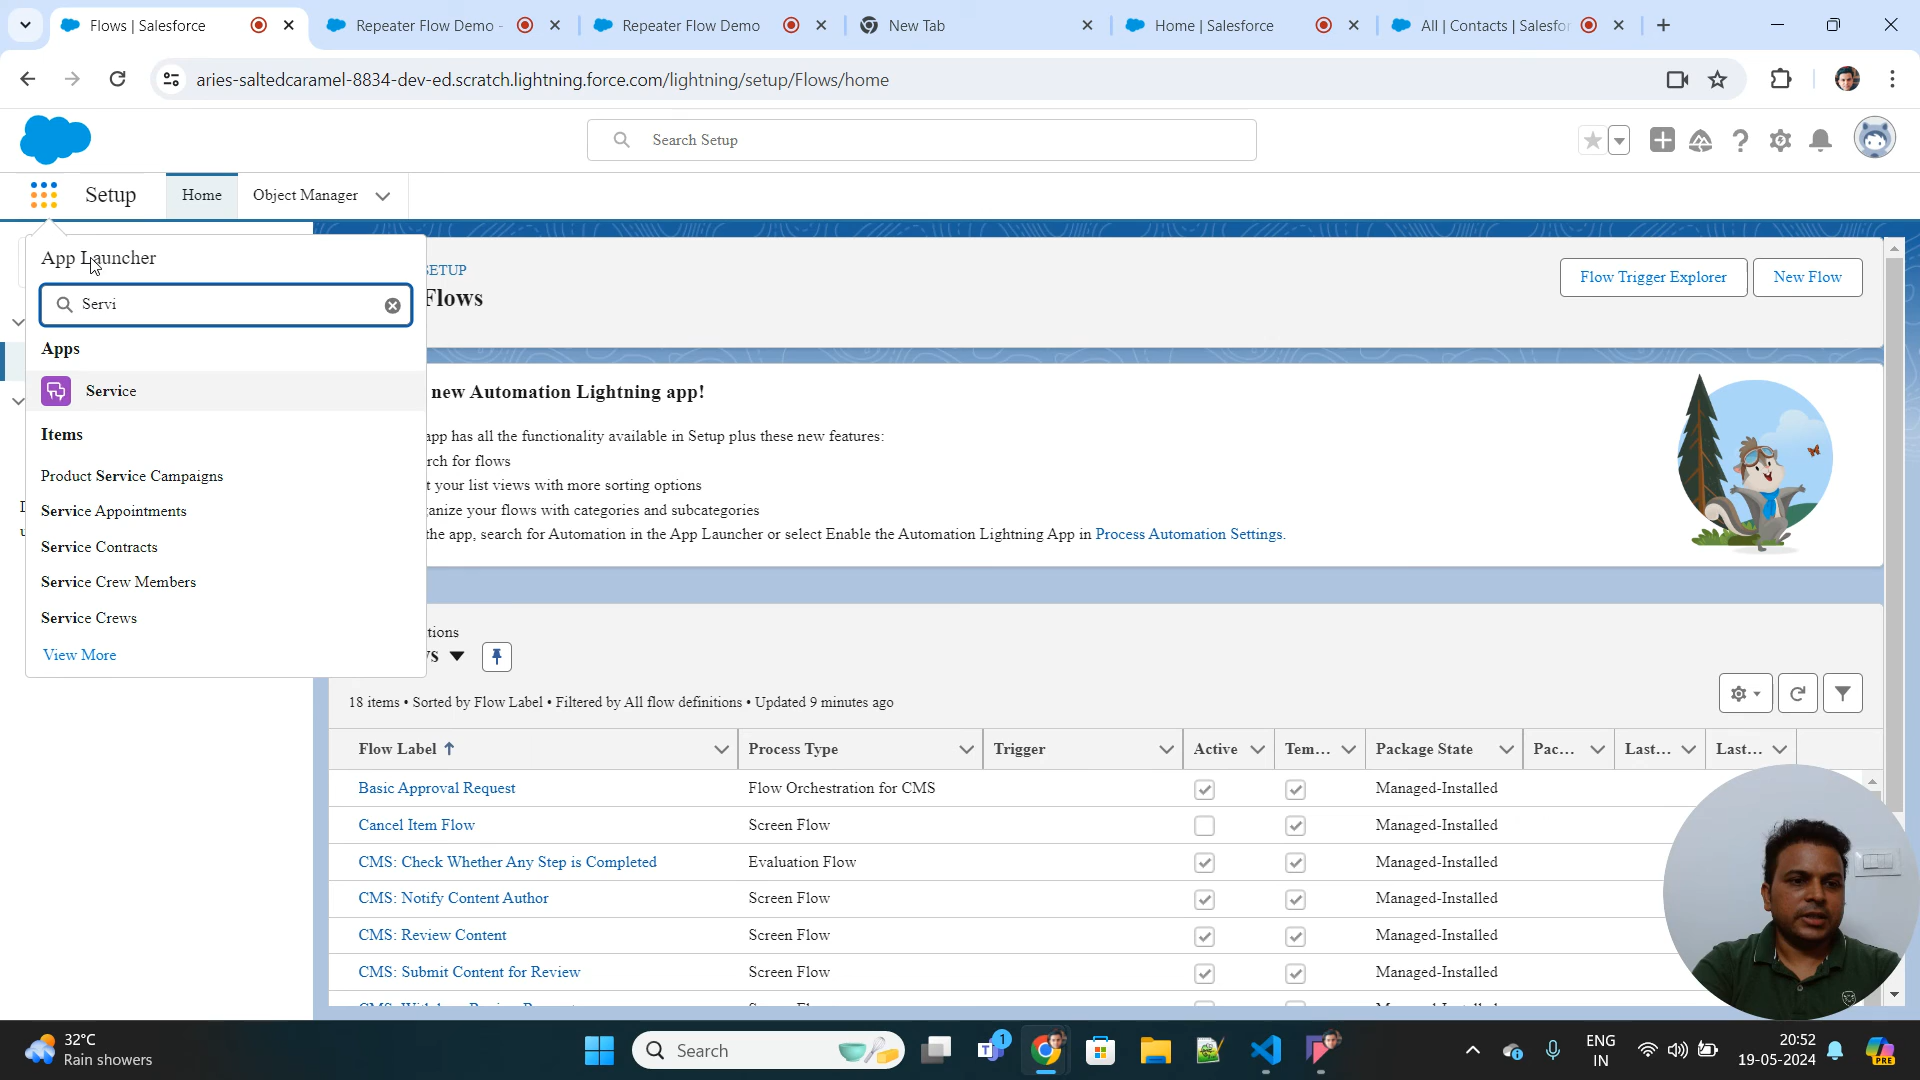 Flows | Salesforce
Repeater Flow Demo -
Repeater Flow Demo
New Tab
Home | Salesforce
All | Contacts | Salesfo
aries-saltedcaramel-8834-dev-ed.scratch.lightning.force.com/lightning/setup/Flows/home
Search Setup
Setup
Home
Object Manager
App Launcher
Servi
Apps
Service
Items
Product Service Campaigns
Service Appointments
Service Contracts
Service Crew Members
Service Crews
View More
SETUP
Flows
Flow Trigger Explorer
New Flow
new Automation Lightning app!
app has all the functionality available in Setup plus these new features:
rch for flows
t your list views with more sorting options
ganize your flows with categories and subcategories
the app, search for Automation in the App Launcher or select Enable the Automation Lightning App in Process Automation Settings.
tions
18 items • Sorted by Flow Label • Filtered by All flow definitions • Updated 9 minutes ago
Flow Label Process Type Trigger Active Tem... Package State Pac... Last... Last...
Basic Approval Request Flow Orchestration for CMS Managed-Installed
Cancel Item Flow Screen Flow Managed-Installed
CMS: Check Whether Any Step is Completed Evaluation Flow Managed-Installed
CMS: Notify Content Author Screen Flow Managed-Installed
CMS: Review Content Screen Flow Managed-Installed
CMS: Submit Content for Review Screen Flow Managed-Installed
32°C
Rain showers
Search
1
ENG
IN
20:52
19-05-2024
PRE